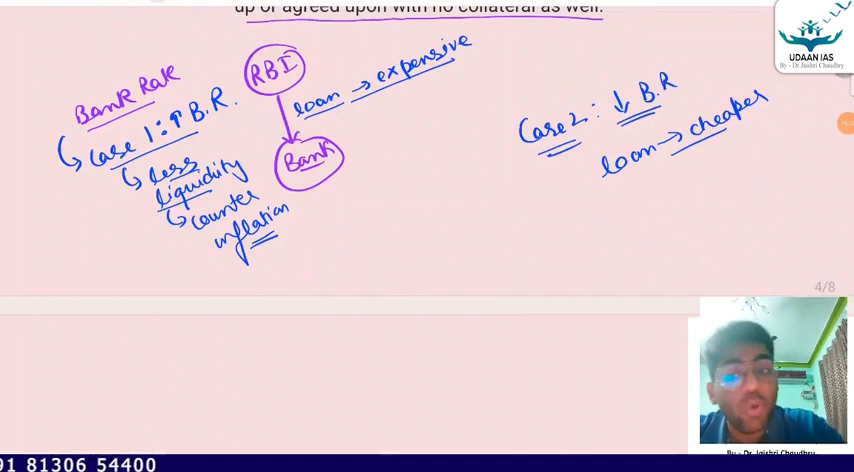 up or agreed upon with no collateral as well.
UDAAN IAS
By - Dr.Jaishri Chaudhry
Bank Rate
Case 1: ↑ B.R.
less
liquidity
counter
inflation
RBI
Bank
loan → expensive
Case 2: ↓ B.R
loan → cheaper
4/8
By - Dr. Jaishri Chaudhry
91 81306 54400